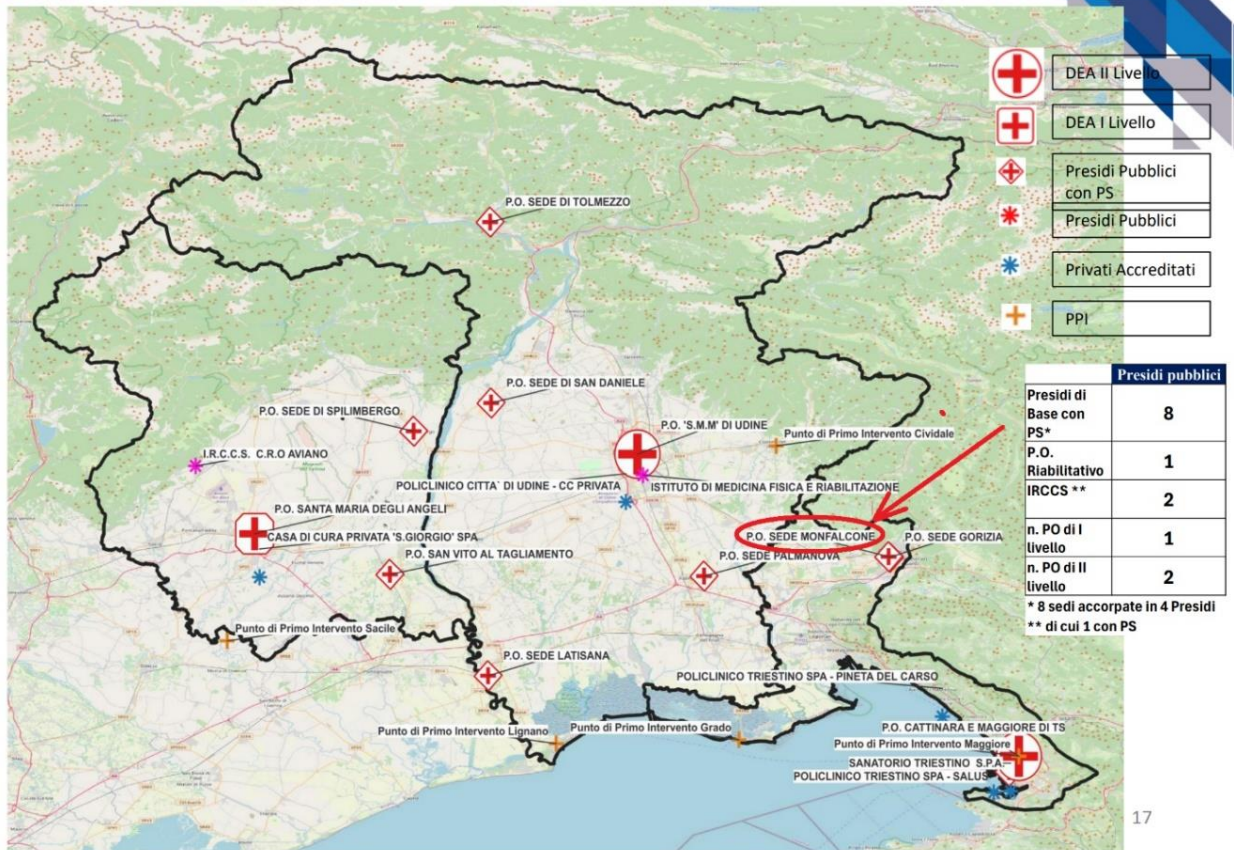 DEA II Livello
DEA I Livello
Presidi Pubblici
con PS
Presidi Pubblici
Privati Accreditati
PPI
P.O. SEDE DI TOLMEZZO
P.O. SEDE DI SAN DANIELE
P.O. SEDE DI SPILIMBERGO.
P.O. 'S.M.M' DI UDINE
Punto di Primo Intervento Cividale
I.R.C.C.S. C.R.O AVIANO
POLICLINICO CITTA` DI UDINE - CC PRIVATA
ISTITUTO DI MEDICINA FISICA E RIABILITAZIONE
P.O. SANTA MARIA DEGLI ANGELI
CASA DI CURA PRIVATA 'S.GIORGIO' SPA
P.O. SEDE MONFALCONE
P.O. SEDE GORIZIA
P.O. SAN VITO AL TAGLIAMENTO
P.O. SEDE PALMANOVA
Punto di Primo Intervento Sacile
P.O. SEDE LATISANA
POLICLINICO TRIESTINO SPA - PINETA DEL CARSO
Punto di Primo Intervento Lignano
Punto di Primo Intervento Grado
P.O. CATTINARA E MAGGIORE DI TS
Punto di Primo Intervento Maggiore
SANATORIO TRIESTINO S.P.A.
POLICLINICO TRIESTINO SPA - SALUS
Presidi pubblici
Presidi di
Base con
PS*
8
P.O.
Riabilitativo
1
IRCCS **
2
n. PO di I
livello
1
n. PO di II
livello
2
* 8 sedi accorpate in 4 Presidi
** di cui 1 con PS
17